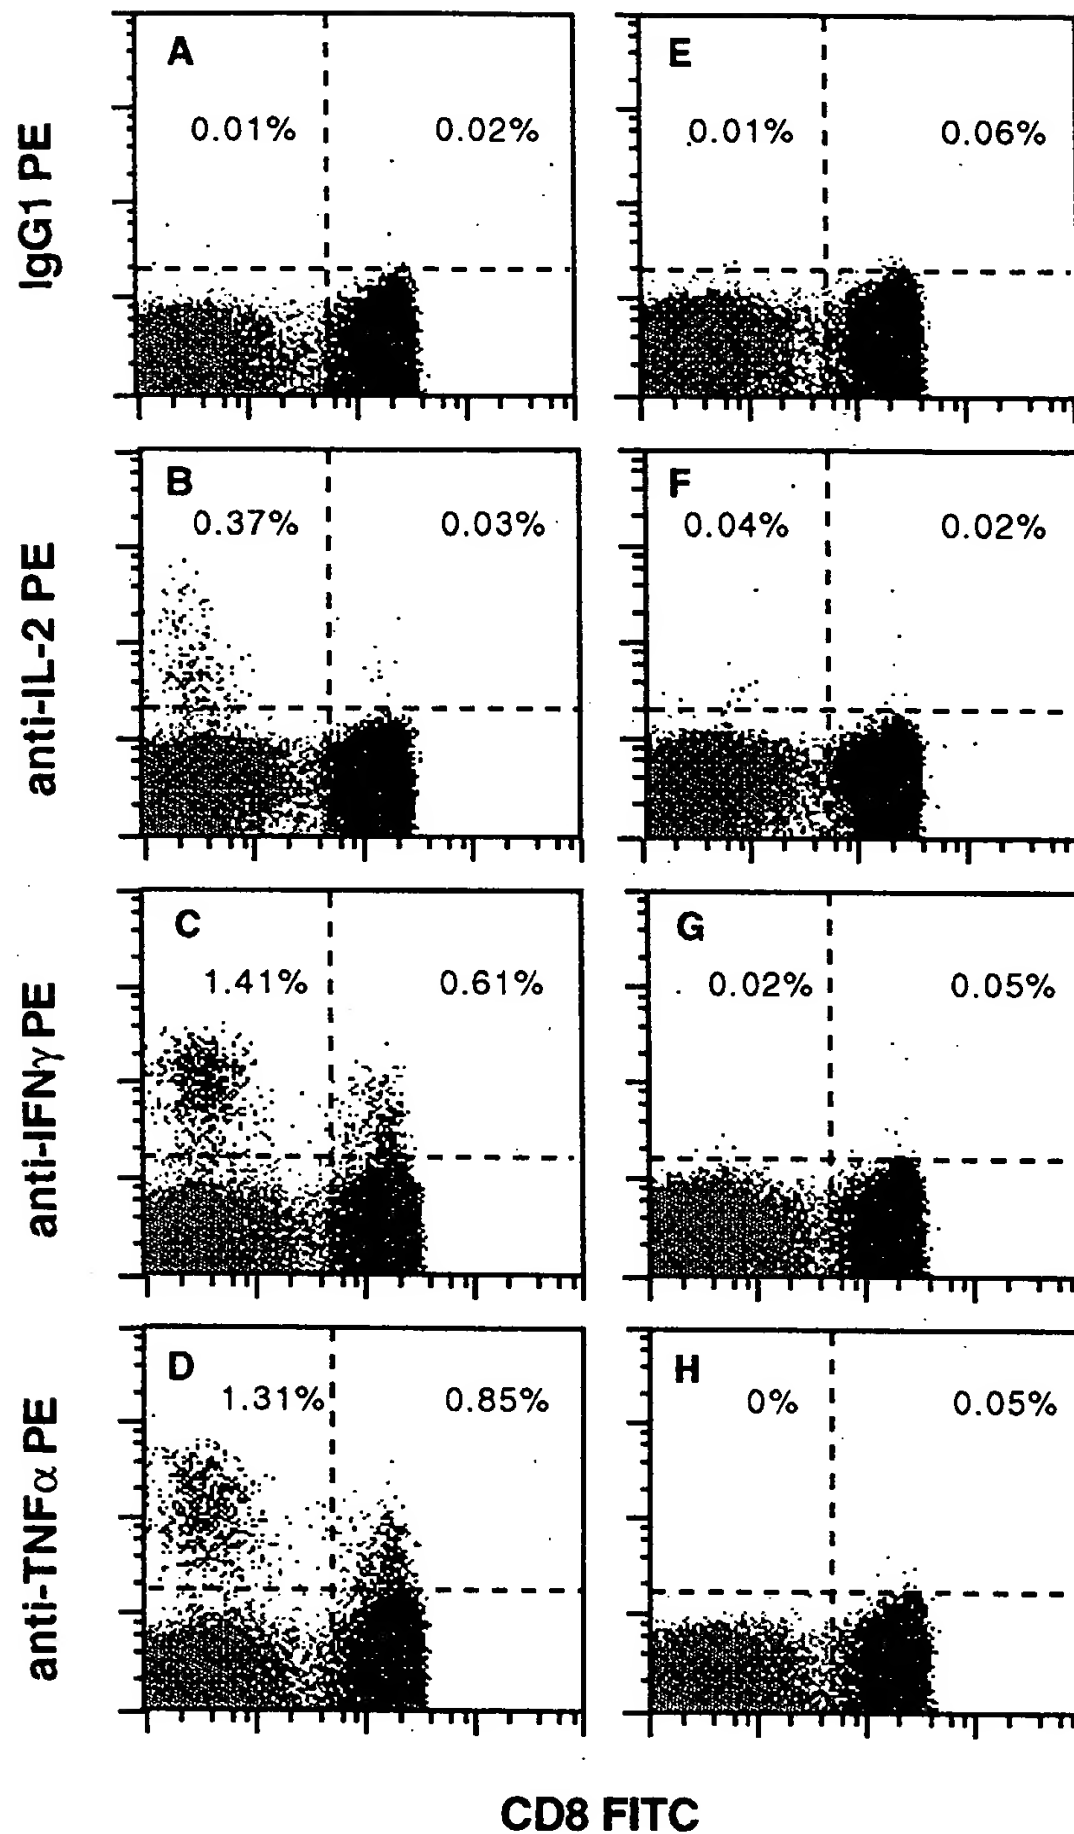 IgG1 PE
A
0.01%
0.02%
E
0.01%
0.06%
anti-IL-2 PE
B
0.37%
0.03%
F
0.04%
0.02%
anti-IFNγ PE
C
1.41%
0.61%
G
0.02%
0.05%
anti-TNFα PE
D
1.31%
0.85%
H
0%
0.05%
CD8 FITC